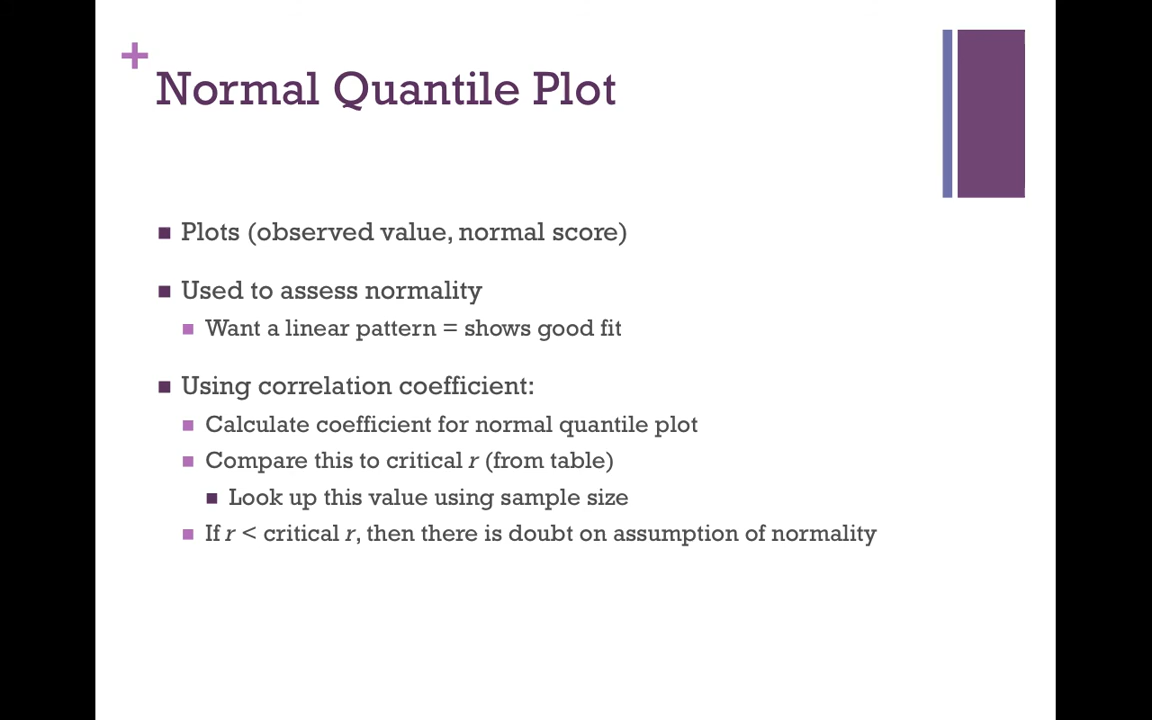 +
Normal Quantile Plot
Plots (observed value, normal score)
Used to assess normality
Want a linear pattern = shows good fit
Using correlation coefficient:
Calculate coefficient for normal quantile plot
Compare this to critical r (from table)
Look up this value using sample size
If r < critical r, then there is doubt on assumption of normality